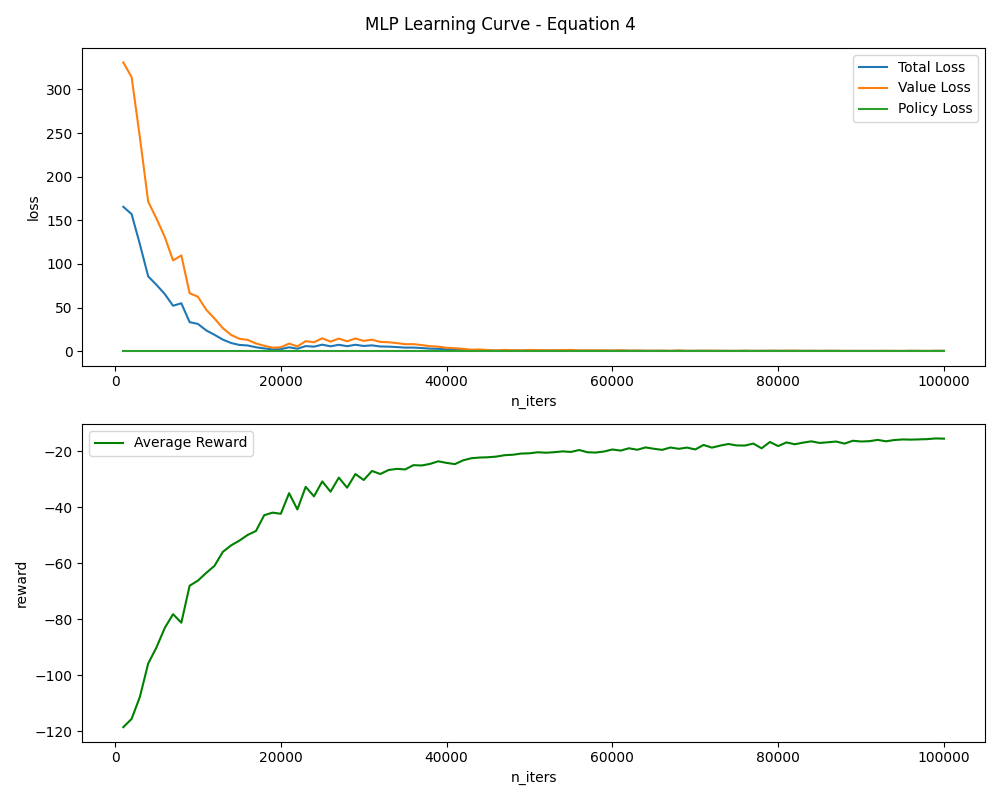 MLP Learning Curve - Equation 4
Total Loss
Value Loss
Policy Loss
loss
300
250
200
150
100
50
0
0 20000 40000 60000 80000 100000
n_iters
Average Reward
reward
−20
−40
−60
−80
−100
−120
0 20000 40000 60000 80000 100000
n_iters